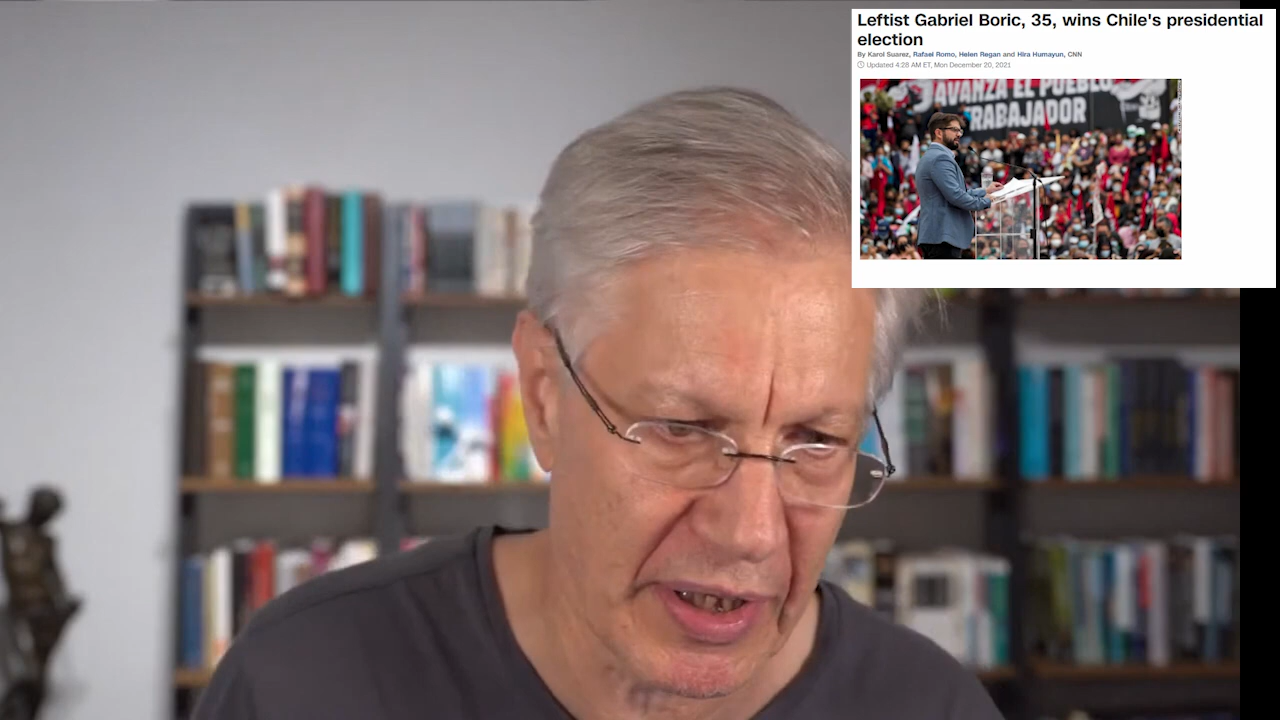 Leftist Gabriel Boric, 35, wins Chile's presidential
election
By Karol Suarez, Rafael Romo, Helen Regan and Hira Humayun, CNN
Updated 4:28 AM ET, Mon December 20, 2021
AVANZA EL PUEBLO
TRABAJADOR